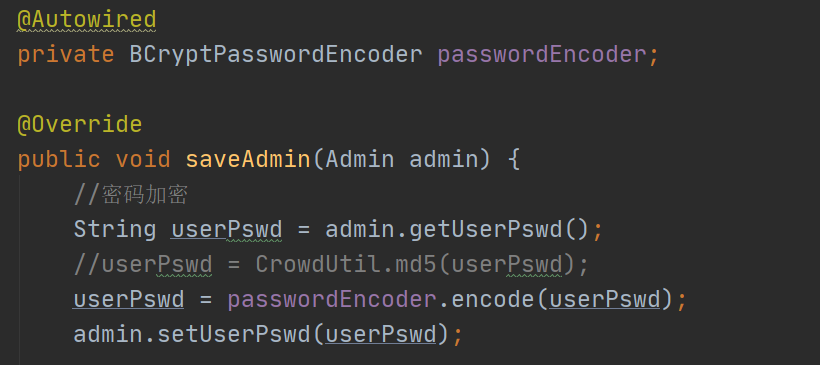 @Autowired
private BCryptPasswordEncoder passwordEncoder;
@Override
public void saveAdmin(Admin admin) {
//密码加密
String userPswd = admin.getUserPswd();
//userPswd = CrowdUtil.md5(userPswd);
userPswd = passwordEncoder.encode(userPswd);
admin.setUserPswd(userPswd);